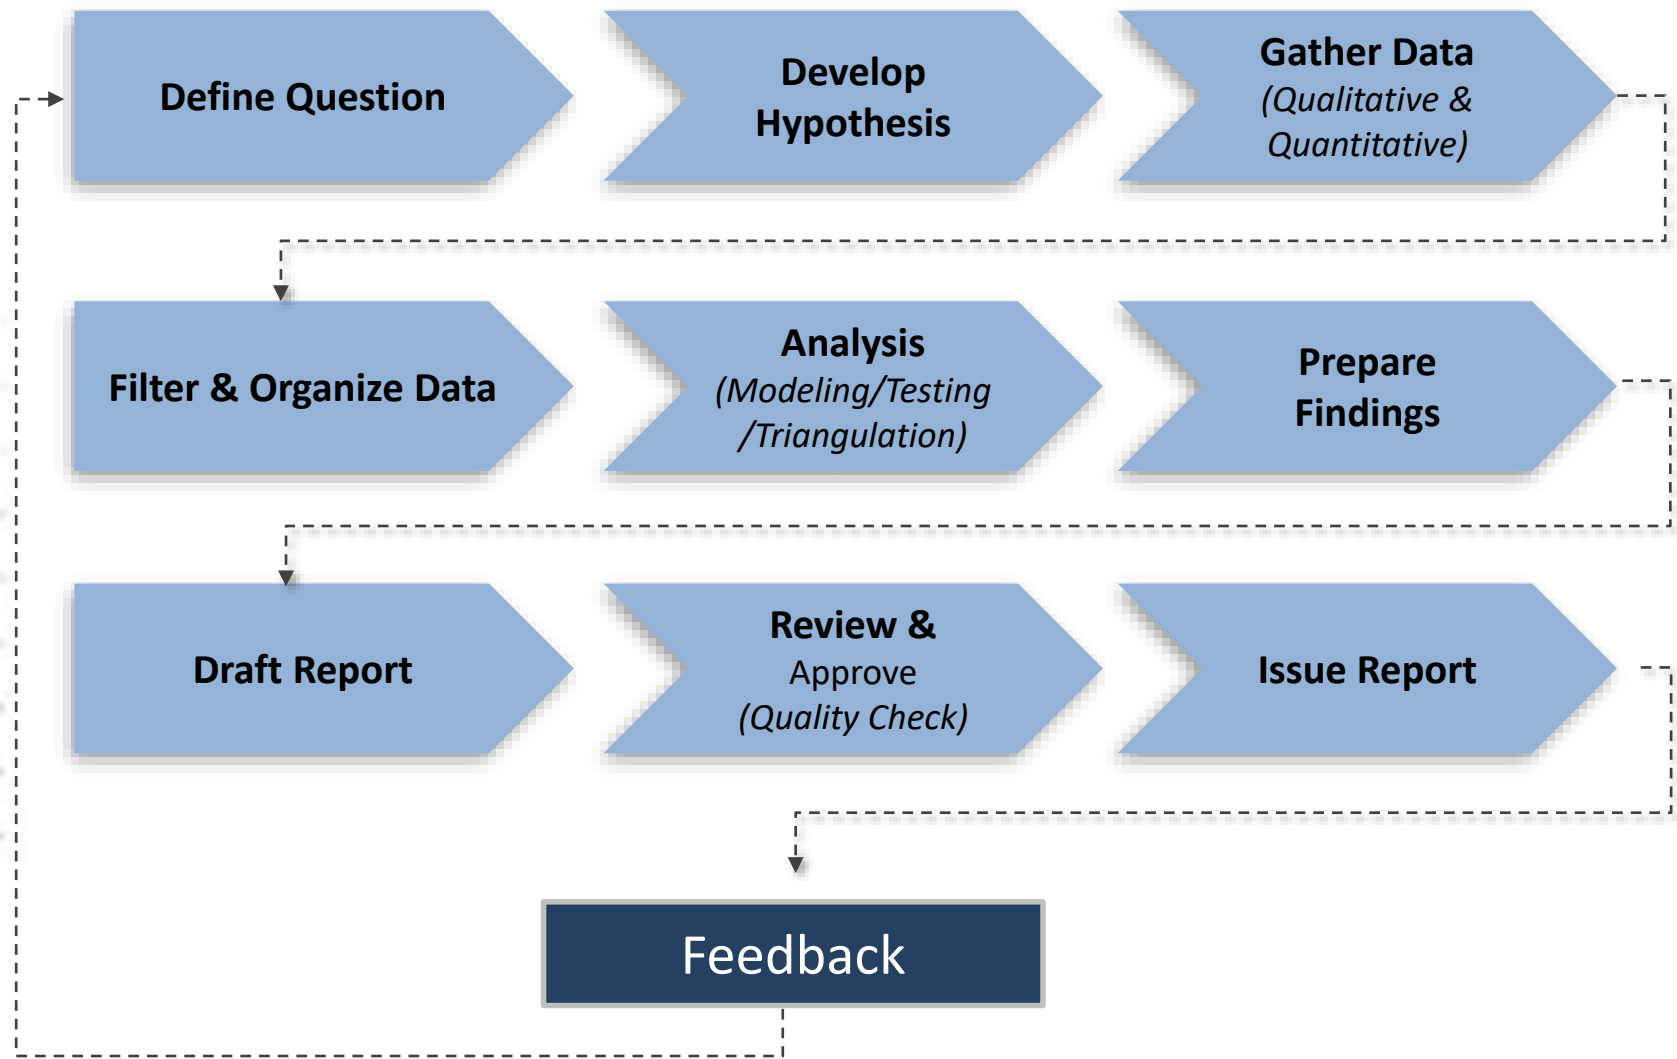 Define Question
Develop
Hypothesis
Gather Data
(Qualitative &
Quantitative)
Filter & Organize Data
Analysis
(Modeling/Testing
/Triangulation)
Prepare
Findings
Draft Report
Review &
Approve
(Quality Check)
Issue Report
Feedback